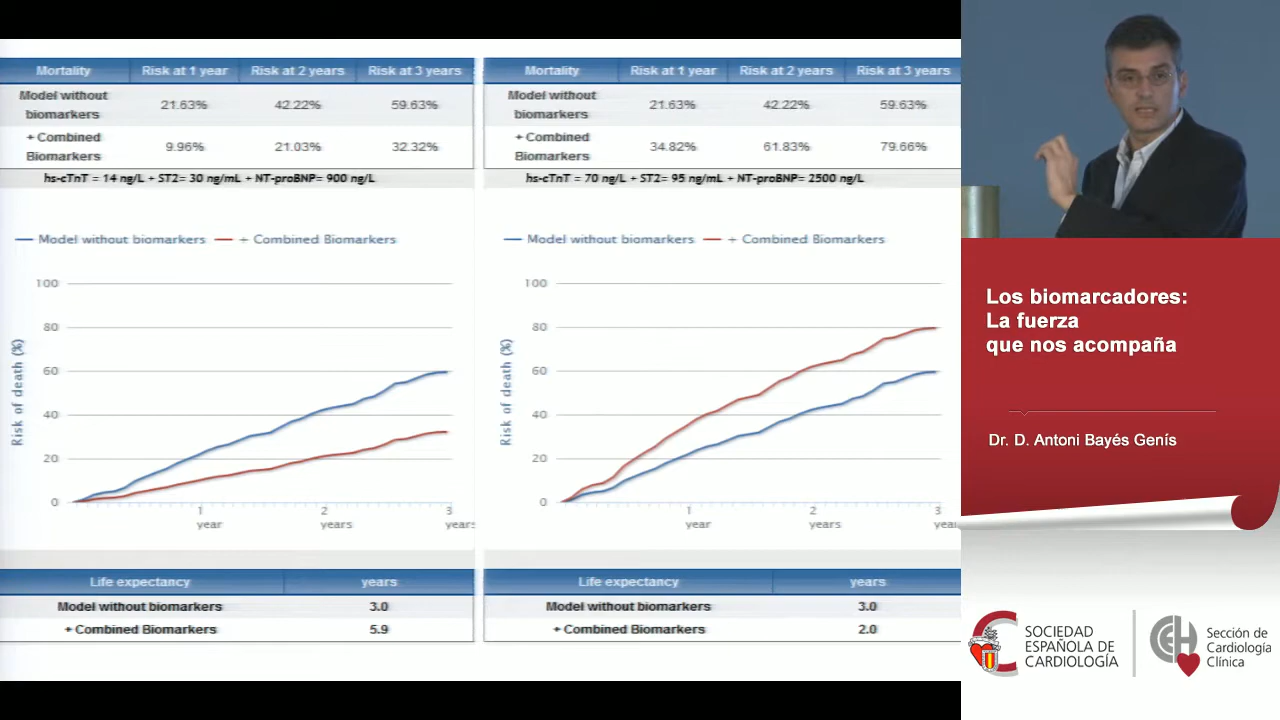 Mortality Risk at 1 year Risk at 2 years Risk at 3 years
Model without biomarkers 21.63% 42.22% 59.63%
+ Combined Biomarkers 9.96% 21.03% 32.32%
hs-cTnT = 14 ng/L + ST2= 30 ng/mL + NT-proBNP= 900 ng/L
Model without biomarkers + Combined Biomarkers
Risk of death (%)
100
80
60
40
20
0
1 year 2 years 3 years
Life expectancy years
Model without biomarkers 3.0
+ Combined Biomarkers 5.9
Mortality Risk at 1 year Risk at 2 years Risk at 3 years
Model without biomarkers 21.63% 42.22% 59.63%
+ Combined Biomarkers 34.82% 61.83% 79.66%
hs-cTnT = 70 ng/L + ST2= 95 ng/mL + NT-proBNP= 2500 ng/L
Model without biomarkers + Combined Biomarkers
Risk of death (%)
100
80
60
40
20
0
1 year 2 years 3 yea
Life expectancy years
Model without biomarkers 3.0
+ Combined Biomarkers 2.0
Los biomarcadores:
La fuerza
que nos acompaña
Dr. D. Antoni Bayés Genís
SOCIEDAD
ESPAÑOLA DE
CARDIOLOGÍA
Sección de
Cardiología
Clínica